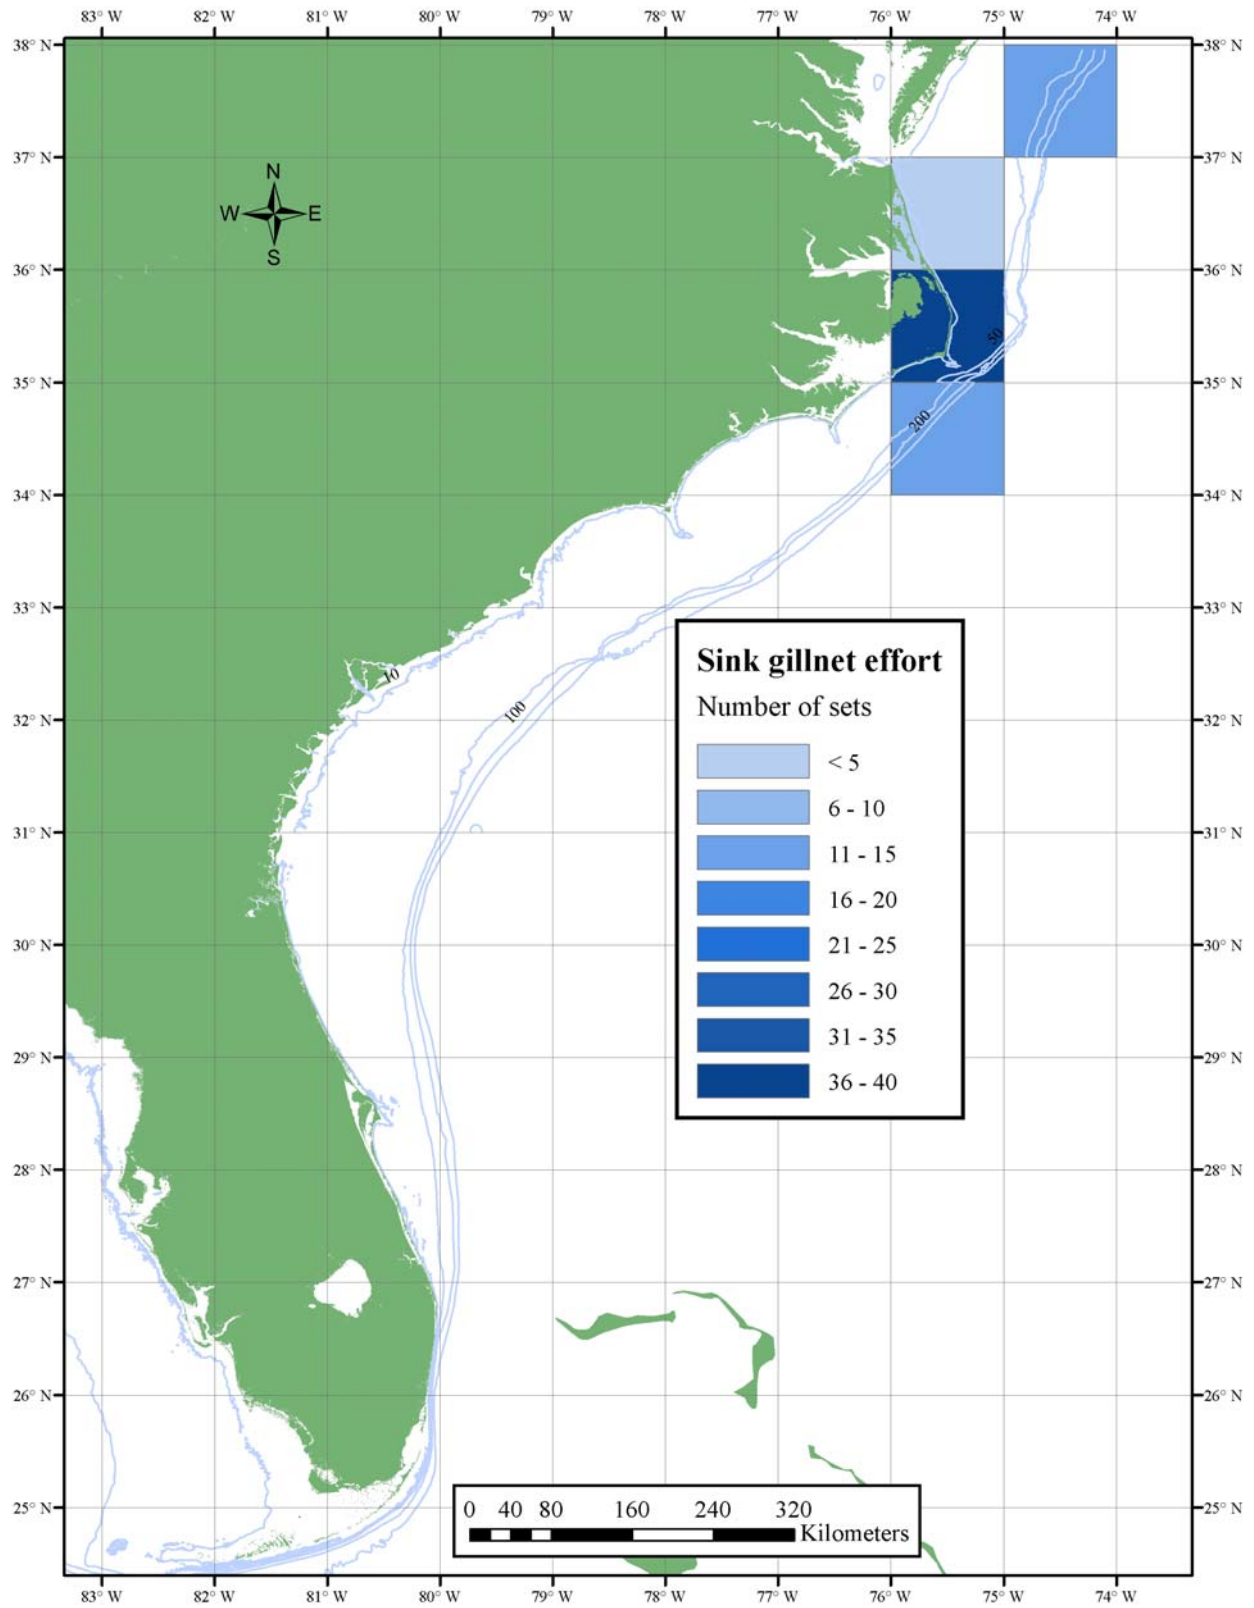 83° W 82° W 81° W 80° W 79° W 78° W 77° W 76° W 75° W 74° W
38° N 38° N
37° N 37° N
N
W E
S
36° N 36° N
50
35° N 35° N
200
34° N 34° N
33° N 33° N
10
100
32° N 32° N
31° N 31° N
30° N 30° N
29° N 29° N
28° N 28° N
27° N 27° N
26° N 26° N
25° N 25° N
Sink gillnet effort
Number of sets
< 5
6 - 10
11 - 15
16 - 20
21 - 25
26 - 30
31 - 35
36 - 40
0 40 80 160 240 320
Kilometers
83° W 82° W 81° W 80° W 79° W 78° W 77° W 76° W 75° W 74° W